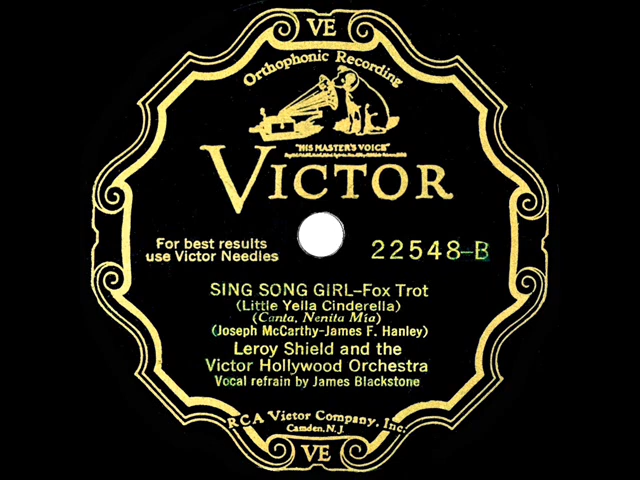 VE
Orthophonic Recording
"HIS MASTER'S VOICE"
VICTOR
For best results
use Victor Needles
22548-B
SING SONG GIRL-Fox Trot
(Little Yella Cinderella)
(Canta, Nenita Mía)
(Joseph McCarthy-James F. Hanley)
Leroy Shield and the
Victor Hollywood Orchestra
Vocal refrain by James Blackstone
RCA Victor Company, Inc.
Camden, N.J.
VE